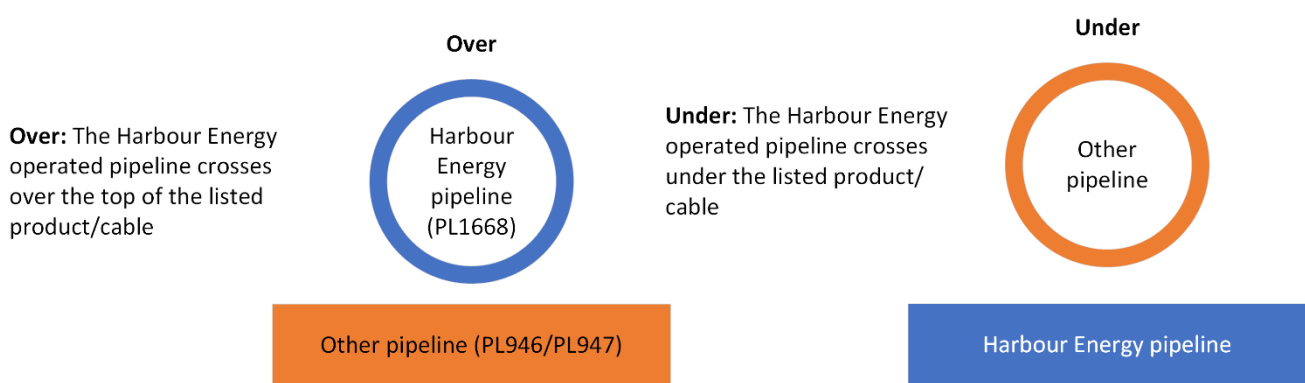 Over
Over: The Harbour Energy
operated pipeline crosses
over the top of the listed
product/cable
Harbour
Energy
pipeline
(PL1668)
Other pipeline (PL946/PL947)
Under
Under: The Harbour Energy
operated pipeline crosses
under the listed product/
cable
Other
pipeline
Harbour Energy pipeline